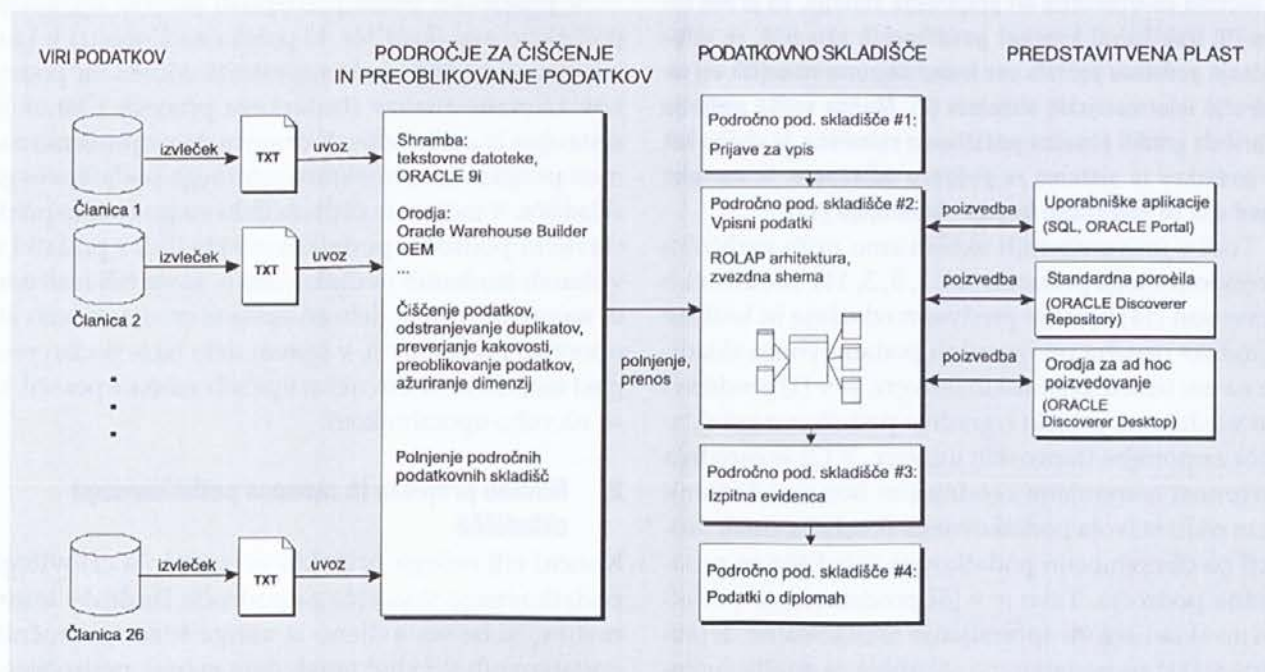 VIRI PODATKOV
PODROČJE ZA ČIŠČENJE
IN PREOBLIKOVANJE PODATKOV
PODATKOVNO SKLADIŠČE
PREDSTAVITVENA PLAST
izvleček
TXT
uvoz
Članica 1
izvleček
TXT
uvoz
Članica 2
izvleček
TXT
uvoz
Članica 26
Shramba:
tekstovne datoteke,
ORACLE 9i
Orodja:
Oracle Warehouse Builder
OEM
...
Čiščenje podatkov,
odstranjevanje duplikatov,
preverjanje kakovosti,
preoblikovanje podatkov,
ažuriranje dimenzij
Polnjenje področnih
podatkovnih skladišč
polnjenje,
prenos
Področno pod. skladišče #1:
Prijave za vpis
Področno pod. skladišče #2:
Vpisni podatki
ROLAP arhitektura,
zvezdna shema
Področno pod. skladišče #3:
Izpitna evidenca
Področno pod. skladišče #4:
Podatki o diplomah
poizvedba
Uporabniške aplikacije
(SQL, ORACLE Portal)
poizvedba
Standardna poročila
(ORACLE Discoverer
Repository)
poizvedba
Orodja za ad hoc
poizvedovanje
(ORACLE
Discoverer Desktop)